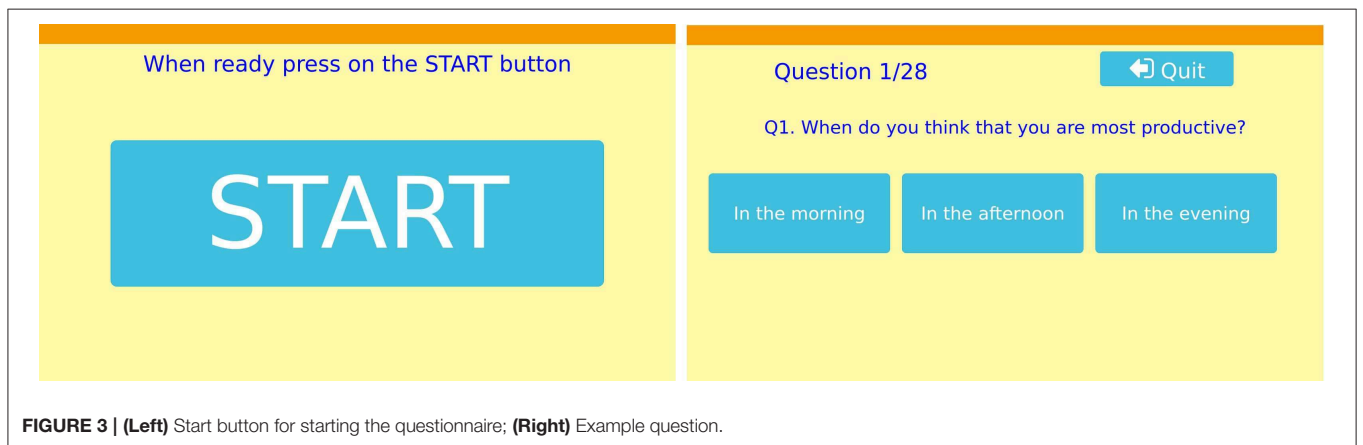 When ready press on the START button
START
Question 1/28
Quit
Q1. When do you think that you are most productive?
In the morning
In the afternoon
In the evening
FIGURE 3 | (Left) Start button for starting the questionnaire; (Right) Example question.